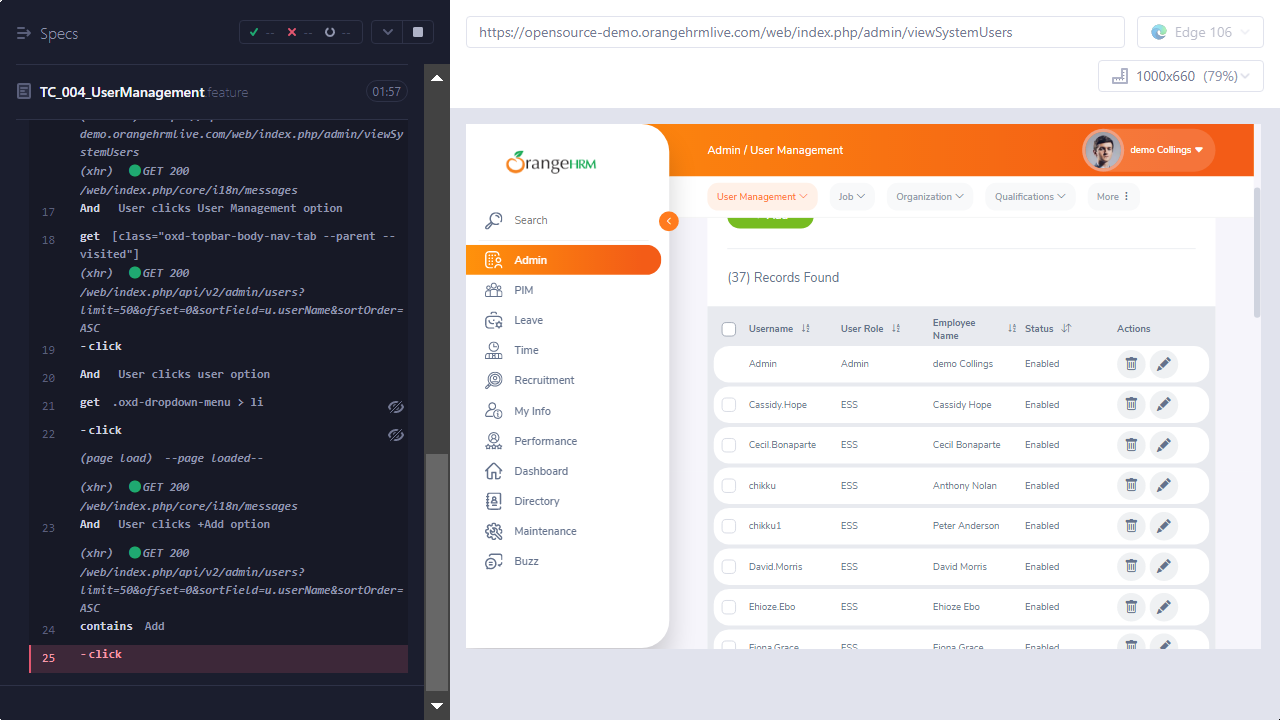 Specs
-- -- --
TC_004_UserManagement feature
01:57
demo.orangehrmlive.com/web/index.php/admin/viewSy
stemUsers
(xhr) GET 200
/web/index.php/core/i18n/messages
17 And User clicks User Management option
18 get [class="oxd-topbar-body-nav-tab --parent --
visited"]
(xhr) GET 200
/web/index.php/api/v2/admin/users?
limit=50&offset=0&sortField=u.userName&sortOrder=
ASC
19 -click
20 And User clicks user option
21 get .oxd-dropdown-menu > li
22 -click
(page load) --page loaded--
(xhr) GET 200
/web/index.php/core/i18n/messages
23 And User clicks +Add option
(xhr) GET 200
/web/index.php/api/v2/admin/users?
limit=50&offset=0&sortField=u.userName&sortOrder=
ASC
24 contains Add
25 -click
https://opensource-demo.orangehrmlive.com/web/index.php/admin/viewSystemUsers
Edge 106
1000x660 (79%)
OrangeHRM
Search
Admin
PIM
Leave
Time
Recruitment
My Info
Performance
Dashboard
Directory
Maintenance
Buzz
Admin / User Management
demo Collings
User Management Job Organization Qualifications More
(37) Records Found
Username User Role Employee Name Status Actions
Admin Admin demo Collings Enabled
Cassidy.Hope ESS Cassidy Hope Enabled
Cecil.Bonaparte ESS Cecil Bonaparte Enabled
chikku ESS Anthony Nolan Enabled
chikku1 ESS Peter Anderson Enabled
David.Morris ESS David Morris Enabled
Ehioze.Ebo ESS Ehioze Ebo Enabled
Fiona.Grace ESS Fiona Grace Enabled